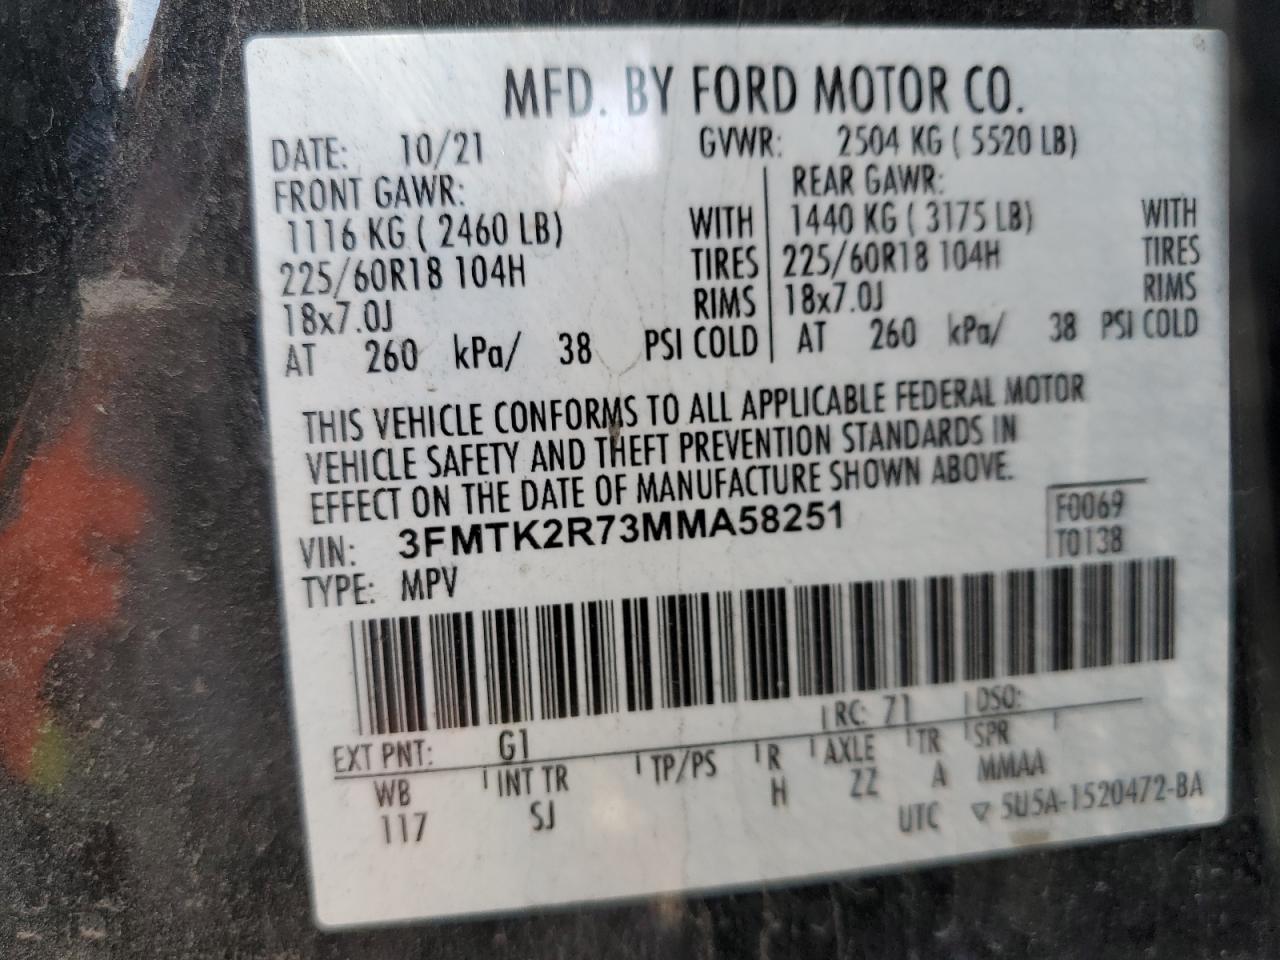 MFD. BY FORD MOTOR CO.
DATE: 10/21 GVWR: 2504 KG ( 5520 LB)
FRONT GAWR: REAR GAWR:
1116 KG ( 2460 LB) WITH 1440 KG ( 3175 LB) WITH
225/60R18 104H TIRES 225/60R18 104H TIRES
18x7.0J RIMS 18x7.0J RIMS
AT 260 kPa/ 38 PSI COLD AT 260 kPa/ 38 PSI COLD
THIS VEHICLE CONFORMS TO ALL APPLICABLE FEDERAL MOTOR
VEHICLE SAFETY AND THEFT PREVENTION STANDARDS IN
EFFECT ON THE DATE OF MANUFACTURE SHOWN ABOVE.
VIN: 3FMTK2R73MMA58251 F0069
TYPE: MPV T0138
EXT PNT: G1 RC: 71 DSO:
WB INT TR TP/PS R AXLE TR SPR
117 SJ H ZZ A MMAA
UTC ▽ 5U5A-1520472-BA